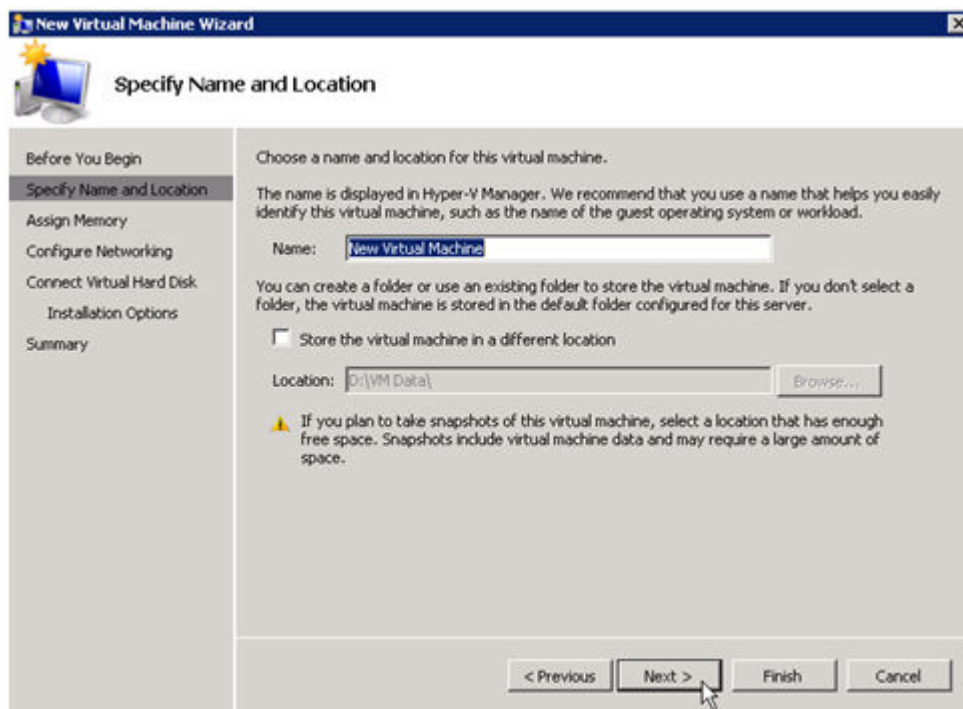 New Virtual Machine Wizard
Specify Name and Location
Before You Begin
Specify Name and Location
Assign Memory
Configure Networking
Connect Virtual Hard Disk
Installation Options
Summary
Choose a name and location for this virtual machine.
The name is displayed in Hyper-V Manager. We recommend that you use a name that helps you easily
identify this virtual machine, such as the name of the guest operating system or workload.
Name: New Virtual Machine
You can create a folder or use an existing folder to store the virtual machine. If you don't select a
folder, the virtual machine is stored in the default folder configured for this server.
Store the virtual machine in a different location
Location: D:\VM Data\ Browse...
If you plan to take snapshots of this virtual machine, select a location that has enough
free space. Snapshots include virtual machine data and may require a large amount of
space.
< Previous Next > Finish Cancel